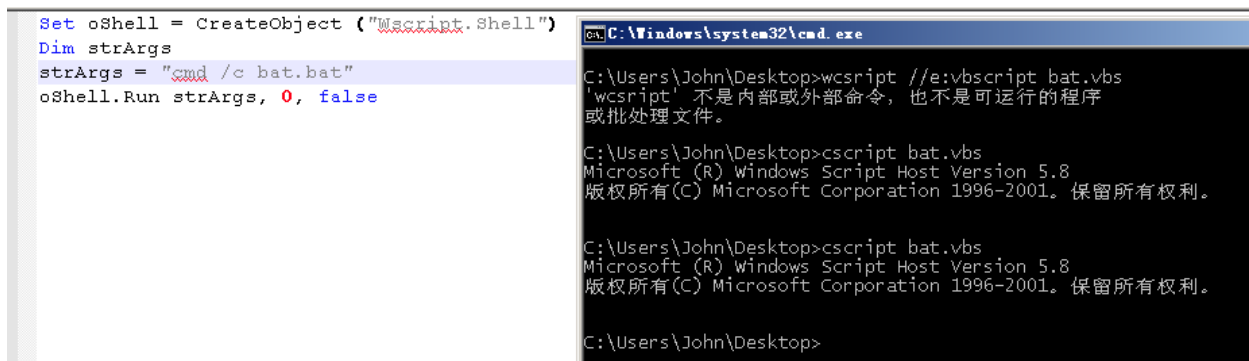 Set oShell = CreateObject ("Wscript.Shell")
Dim strArgs
strArgs = "cmd /c bat.bat"
oShell.Run strArgs, 0, false
C:\Windows\system32\cmd.exe
C:\Users\John\Desktop>wcsript //e:vbscript bat.vbs
'wcsript' 不是内部或外部命令，也不是可运行的程序
或批处理文件。
C:\Users\John\Desktop>cscript bat.vbs
Microsoft (R) Windows Script Host Version 5.8
版权所有(C) Microsoft Corporation 1996-2001。保留所有权利。
C:\Users\John\Desktop>cscript bat.vbs
Microsoft (R) Windows Script Host Version 5.8
版权所有(C) Microsoft Corporation 1996-2001。保留所有权利。
C:\Users\John\Desktop>